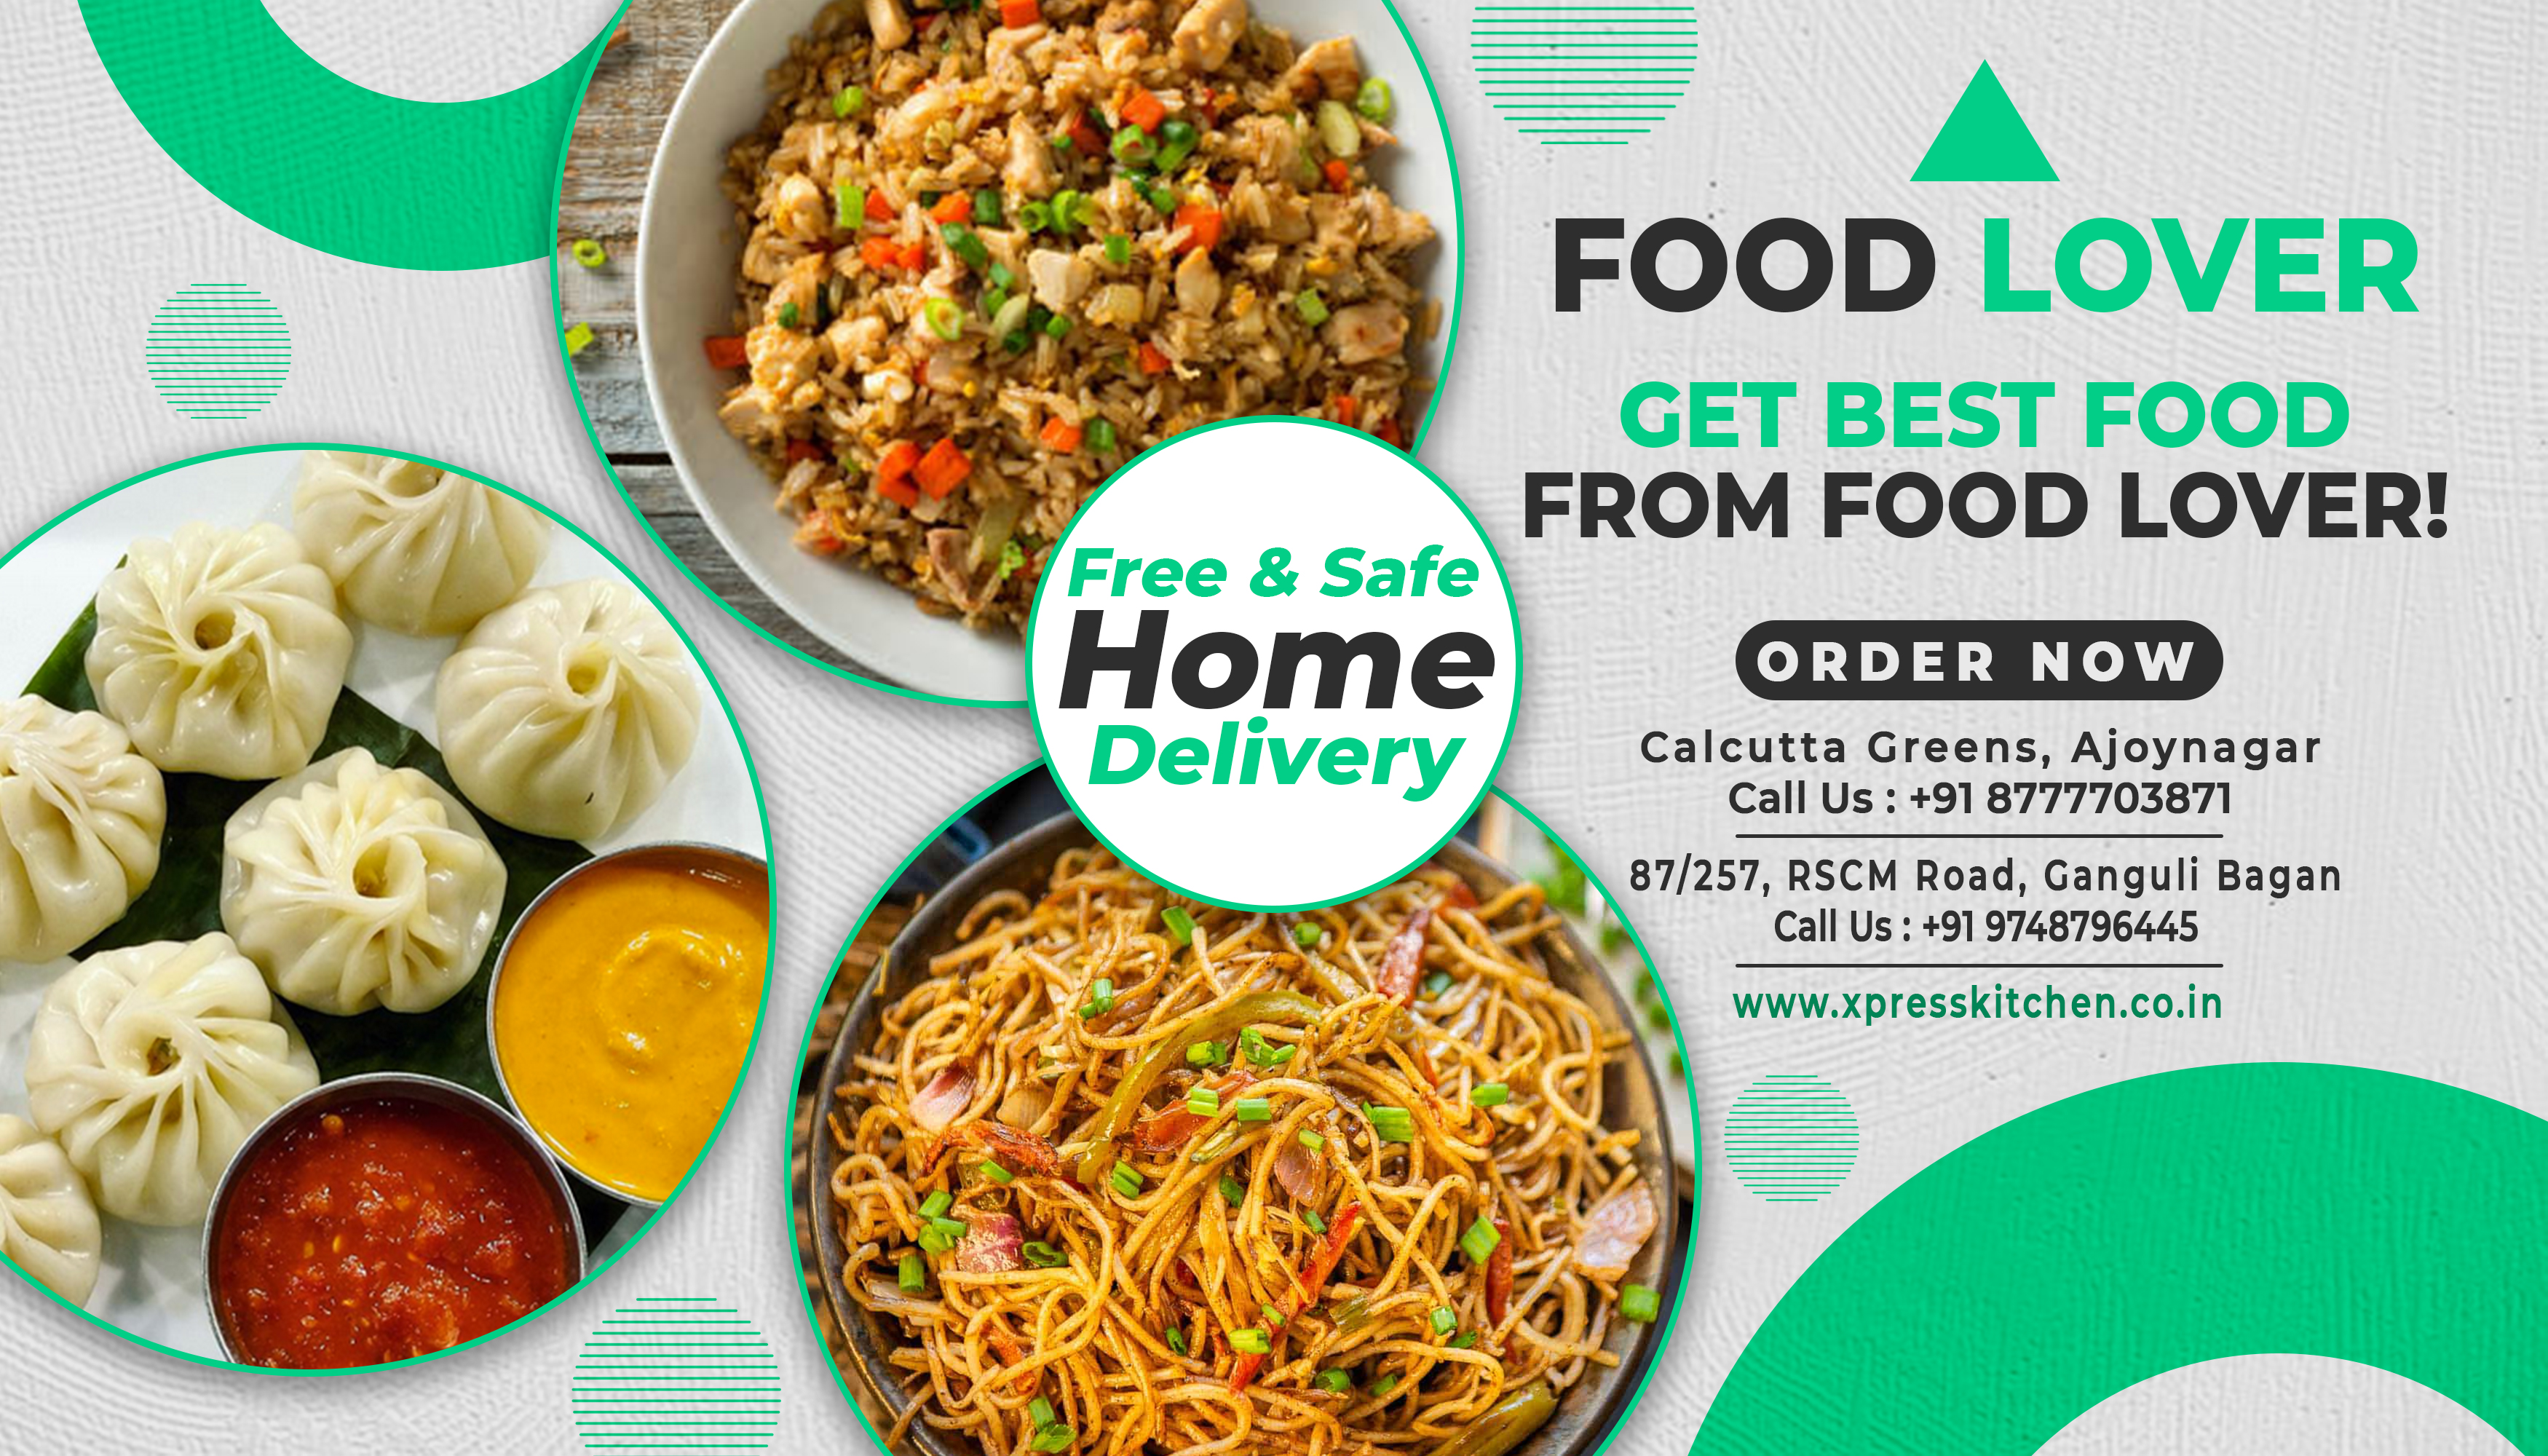 FOOD LOVER
GET BEST FOOD
FROM FOOD LOVER!
Free & Safe
Home
Delivery
ORDER NOW
Calcutta Greens, Ajoynagar
Call Us : +91 8777703871
87/257, RSCM Road, Ganguli Bagan
Call Us : +91 9748796445
www.xpresskitchen.co.in